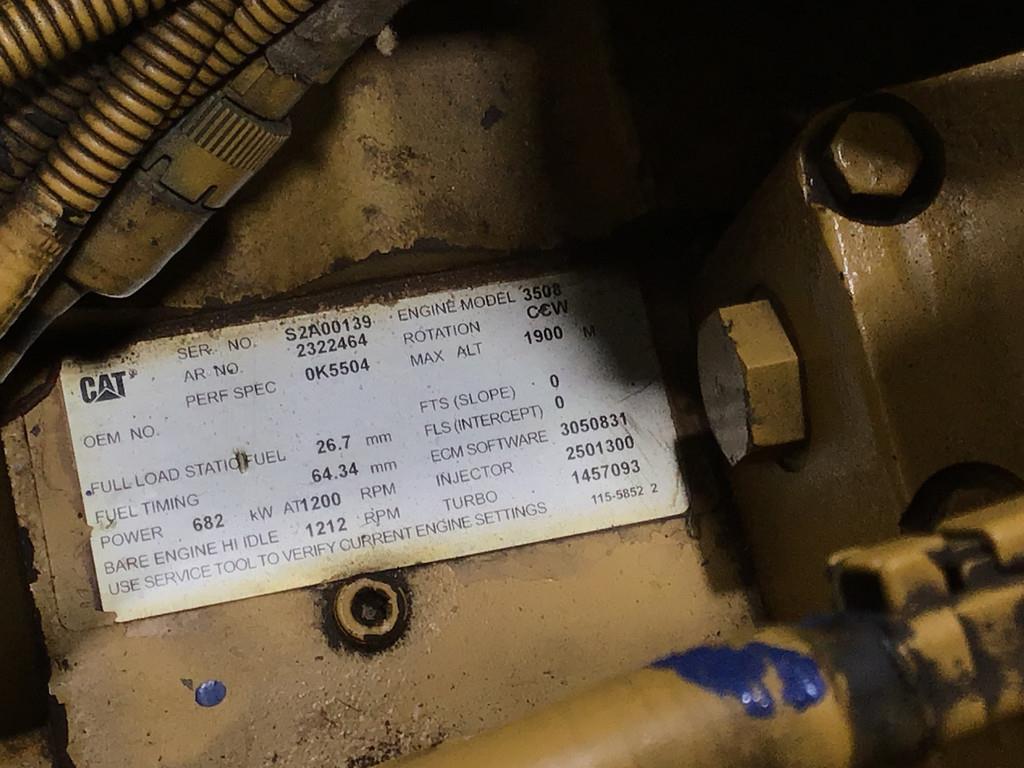 CAT®
SER. NO. S2A00139 ENGINE MODEL 3508
AR NO. 2322464 ROTATION CCW
PERF SPEC 0K5504 MAX ALT 1900 M
OEM NO.
FTS (SLOPE) 0
FULL LOAD STATIC FUEL 26.7 mm FLS (INTERCEPT) 0
FUEL TIMING 64.34 mm ECM SOFTWARE 3050831
POWER 682 kW AT 1200 RPM INJECTOR 2501300
BARE ENGINE HI IDLE 1212 RPM TURBO 1457093
USE SERVICE TOOL TO VERIFY CURRENT ENGINE SETTINGS 115-5852 2